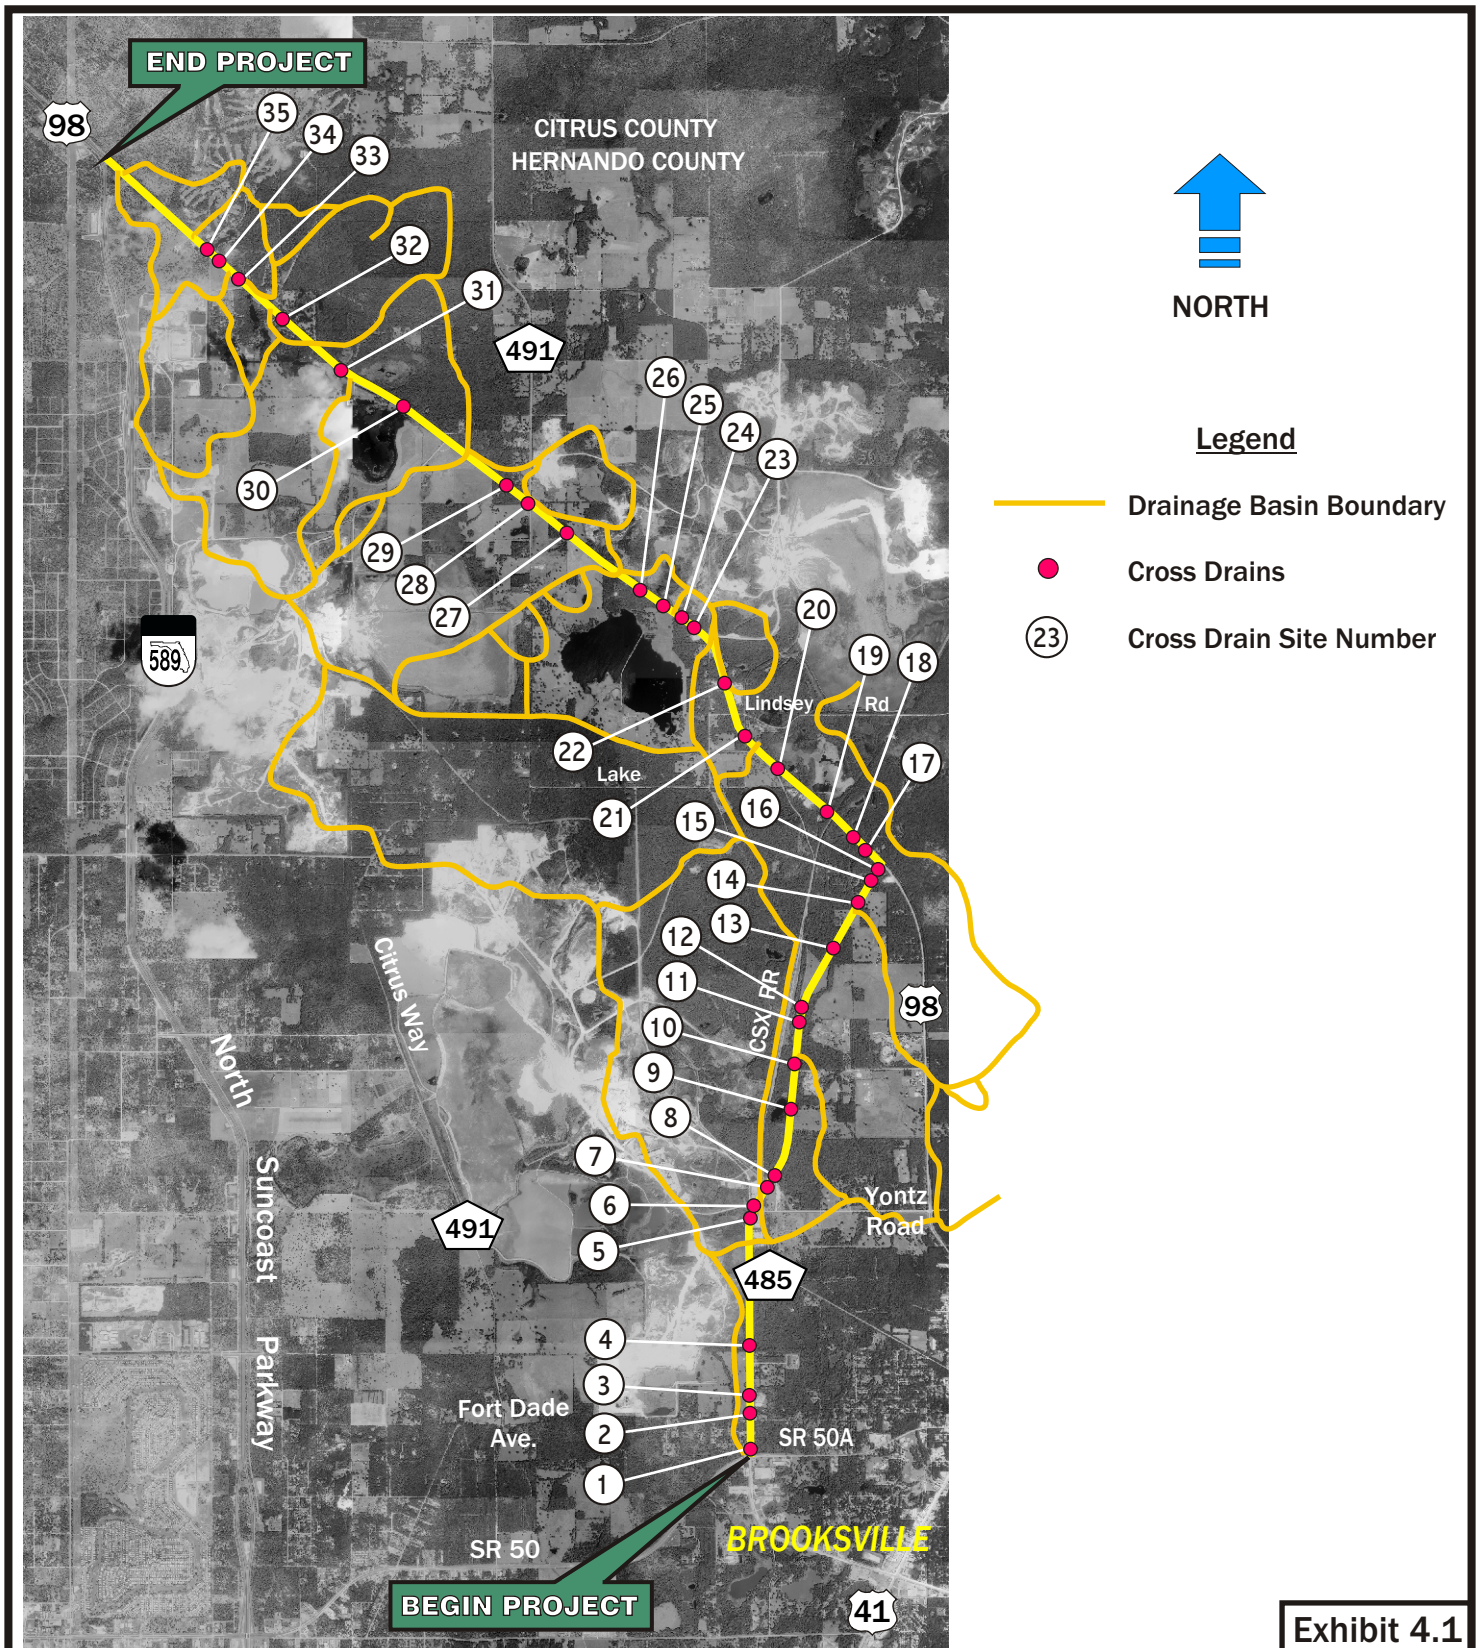 END PROJECT
98
35
34
33
CITRUS COUNTY
HERNANDO COUNTY
32
31
491
NORTH
26
25
24
23
Legend
30
Drainage Basin Boundary
29
28
27
Cross Drains
20
23
Cross Drain Site Number
589
19
18
Lindsey
Rd
22
Lake
17
21
15
16
14
13
12
Citrus Way
11
CSX RR
98
10
9
North
8
7
Suncoast
6
Yontz
Road
491
5
485
4
Parkway
3
Fort Dade
Ave.
2
SR 50A
1
BROOKSVILLE
SR 50
BEGIN PROJECT
41
Exhibit 4.1